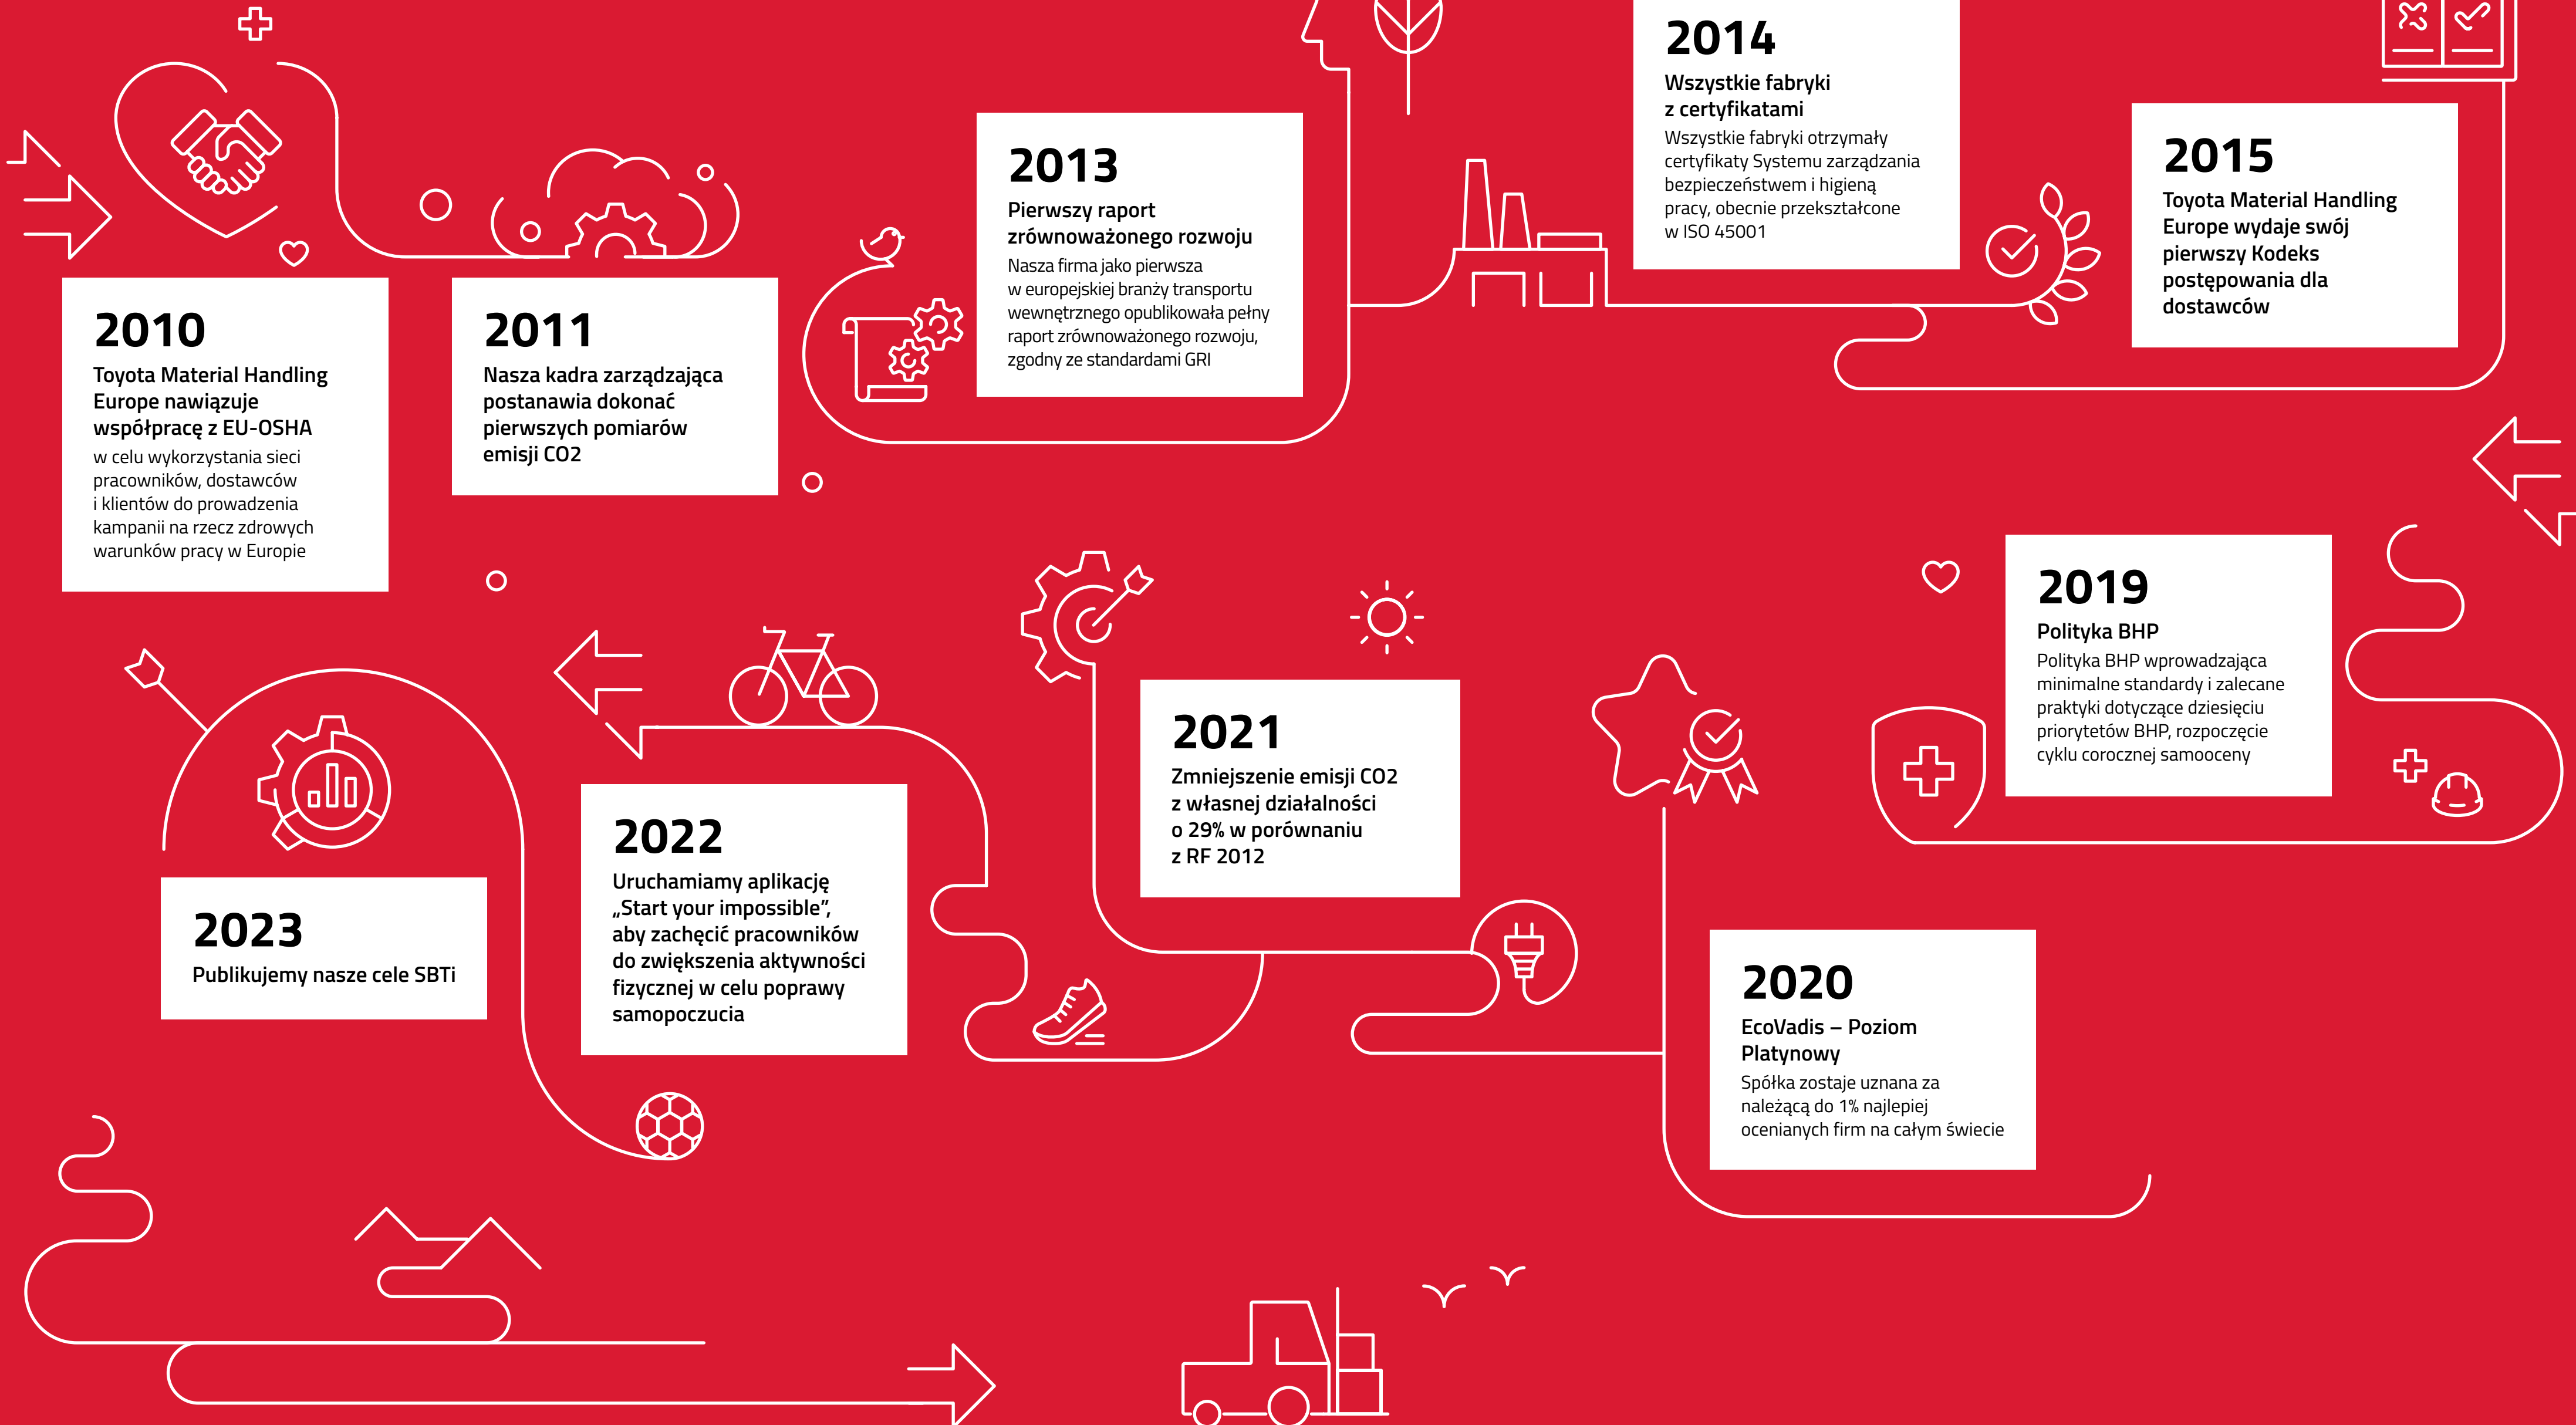 2010
Toyota Material Handling
Europe nawiązuje
współpracę z EU-OSHA
w celu wykorzystania sieci
pracowników, dostawców
i klientów do prowadzenia
kampanii na rzecz zdrowych
warunków pracy w Europie
2011
Nasza kadra zarządzająca
postanawia dokonać
pierwszych pomiarów
emisji CO2
2013
Pierwszy raport
zrównoważonego rozwoju
Nasza firma jako pierwsza
w europejskiej branży transportu
wewnętrznego opublikowała pełny
raport zrównoważonego rozwoju,
zgodny ze standardami GRI
2014
Wszystkie fabryki
z certyfikatami
Wszystkie fabryki otrzymały
certyfikaty Systemu zarządzania
bezpieczeństwem i higieną
pracy, obecnie przekształcone
w ISO 45001
2015
Toyota Material Handling
Europe wydaje swój
pierwszy Kodeks
postępowania dla
dostawców
2019
Polityka BHP
Polityka BHP wprowadzająca
minimalne standardy i zalecane
praktyki dotyczące dziesięciu
priorytetów BHP, rozpoczęcie
cyklu corocznej samooceny
2020
EcoVadis – Poziom
Platynowy
Spółka zostaje uznana za
należącą do 1% najlepiej
ocenianych firm na całym świecie
2021
Zmniejszenie emisji CO2
z własnej działalności
o 29% w porównaniu
z RF 2012
2022
Uruchamiamy aplikację
„Start your impossible”,
aby zachęcić pracowników
do zwiększenia aktywności
fizycznej w celu poprawy
samopoczucia
2023
Publikujemy nasze cele SBTi